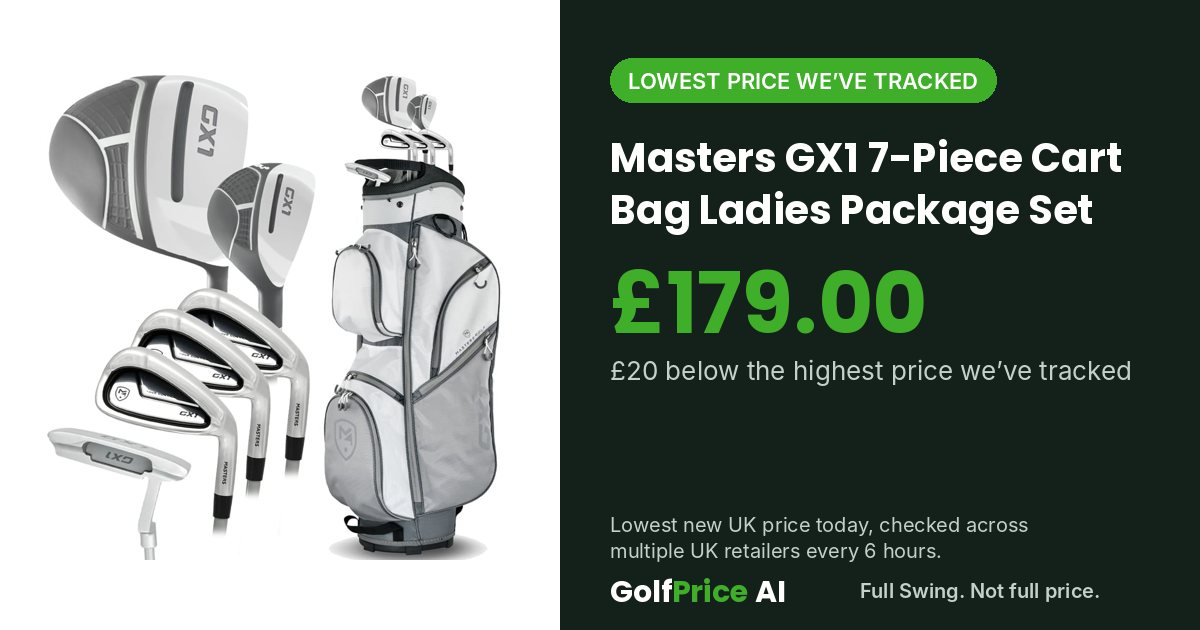 LOWEST PRICE WE’VE TRACKED
Masters GX1 7-Piece Cart
Bag Ladies Package Set
£179.00
£20 below the highest price we’ve tracked
Lowest new UK price today, checked across
multiple UK retailers every 6 hours.
GolfPrice AI
Full Swing. Not full price.
GX1
GX1
GX1
GX1
GX1
GX1
MASTERS
MASTERS
MASTERS
GX1